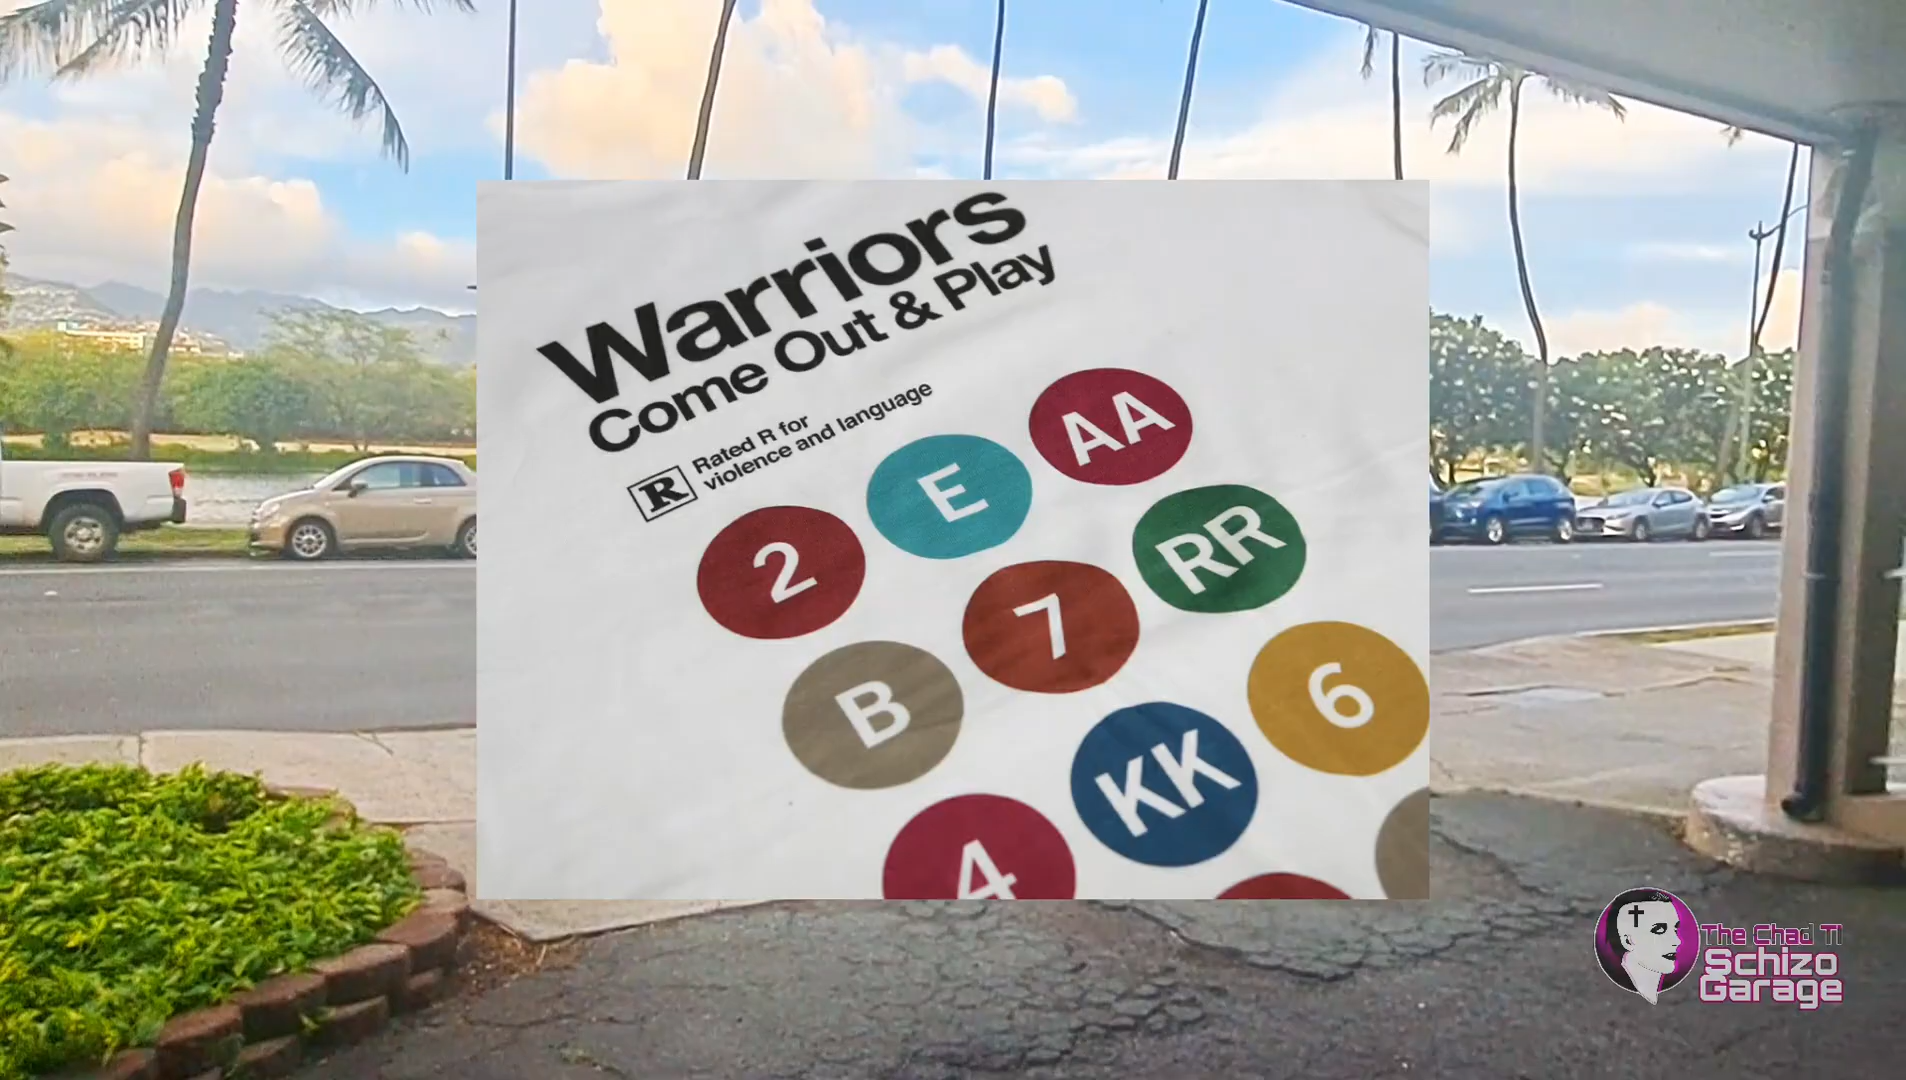 Warriors
Come Out & Play
R
Rated R for
violence and language
2
E
AA
B
7
RR
4
KK
6
The Chad TI
Schizo
Garage